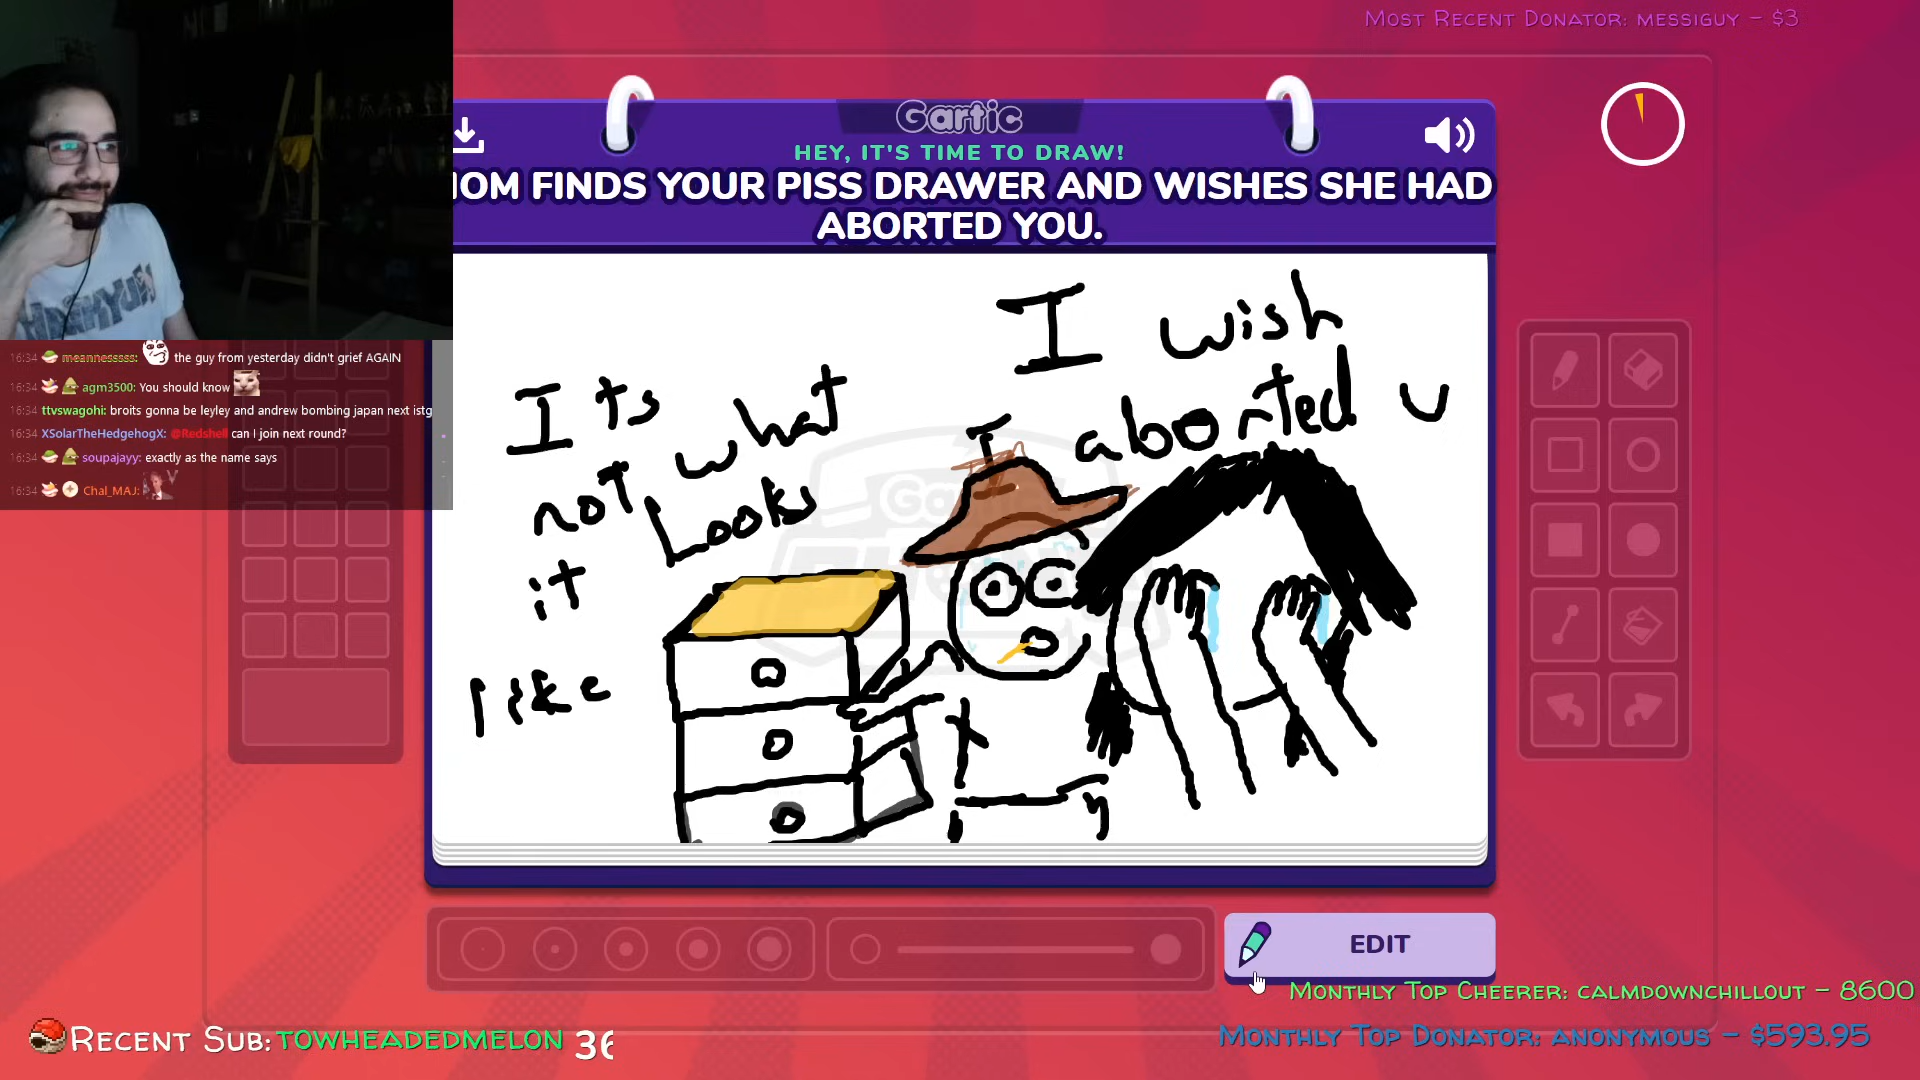 MOST RECENT DONATOR: MESSIGUY - $3
Gartic
HEY, IT'S TIME TO DRAW!
FINDS YOUR PISS DRAWER AND WISHES SHE HAD
ABORTED YOU.
16:34 meannesssss: the guy from yesterday didn't grief AGAIN
16:34 agm3500: You should know
16:34 ttvswagohi: broits gonna be leyley and andrew bombing japan next istg
16:34 XSolarTheHedgehogX: @Redshell can I join next round?
16:34 soupajayy: exactly as the name says
16:34 Chal_MAJ:
Its
not what
it Looks
like
I wish
I aborted u
EDIT
MONTHLY TOP CHEERER: CALMDOWNCHILLOUT - 8600
MONTHLY TOP DONATOR: ANONYMOUS - $593.95
RECENT SUB: TOWHEADEDMELON 36